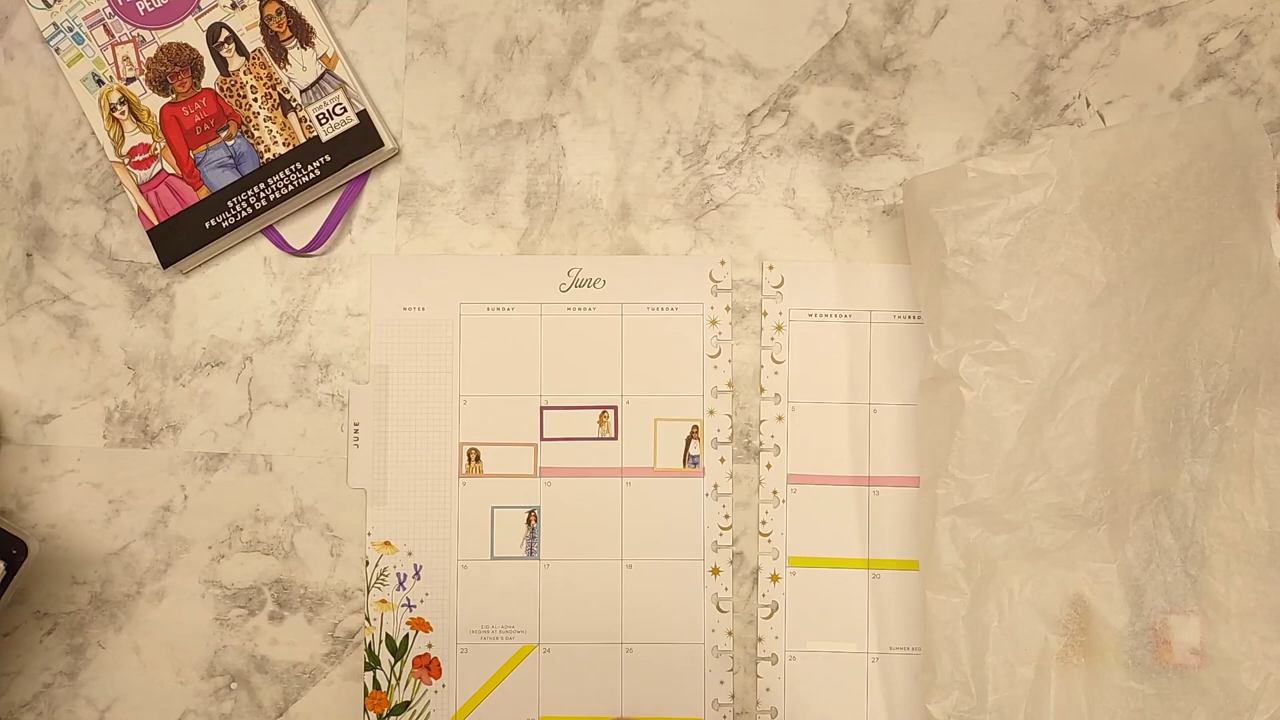 PEQU
SLAY
ALL
DAY
me & my
BIG
ideas
STICKER SHEETS
FEUILLES D'AUTOCOLLANTS
HOJAS DE PEGATINAS
June
NOTES
SUNDAY
MONDAY
TUESDAY
WEDNESDAY
THURSD
JUNE
2
3
4
5
6
9
10
11
12
13
16
17
18
19
20
EID AL-ADHA
(BEGINS AT SUNDOWN)
FATHER'S DAY
SUMMER BEG
23
24
25
26
27